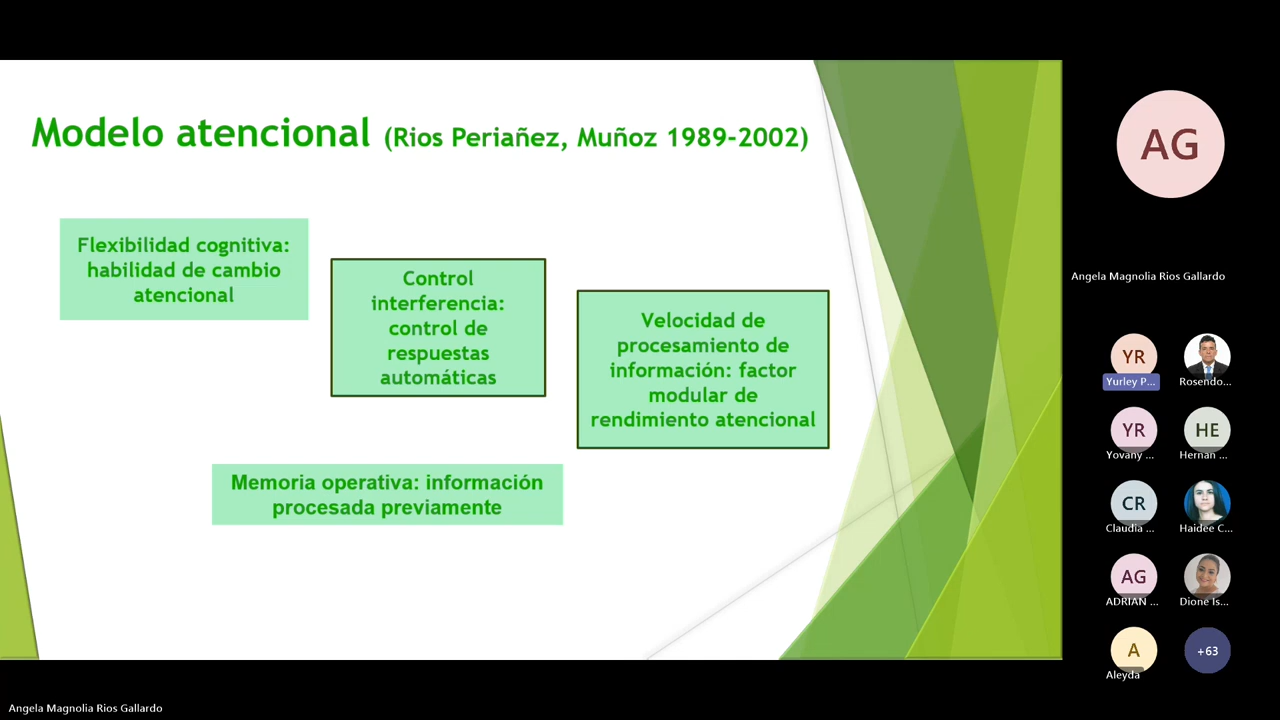 Modelo atencional (Rios Periañez, Muñoz 1989-2002)
Flexibilidad cognitiva:
habilidad de cambio
atencional
Control
interferencia:
control de
respuestas
automáticas
Velocidad de
procesamiento de
información: factor
modular de
rendimiento atencional
Memoria operativa: información
procesada previamente
AG
Angela Magnolia Rios Gallardo
YR
Yurley P...
Rosendo...
YR
Yovany ...
HE
Hernan ...
CR
Claudia ...
Haidee C...
AG
ADRIAN ...
Dione Is...
A
Aleyda
+63
Angela Magnolia Rios Gallardo